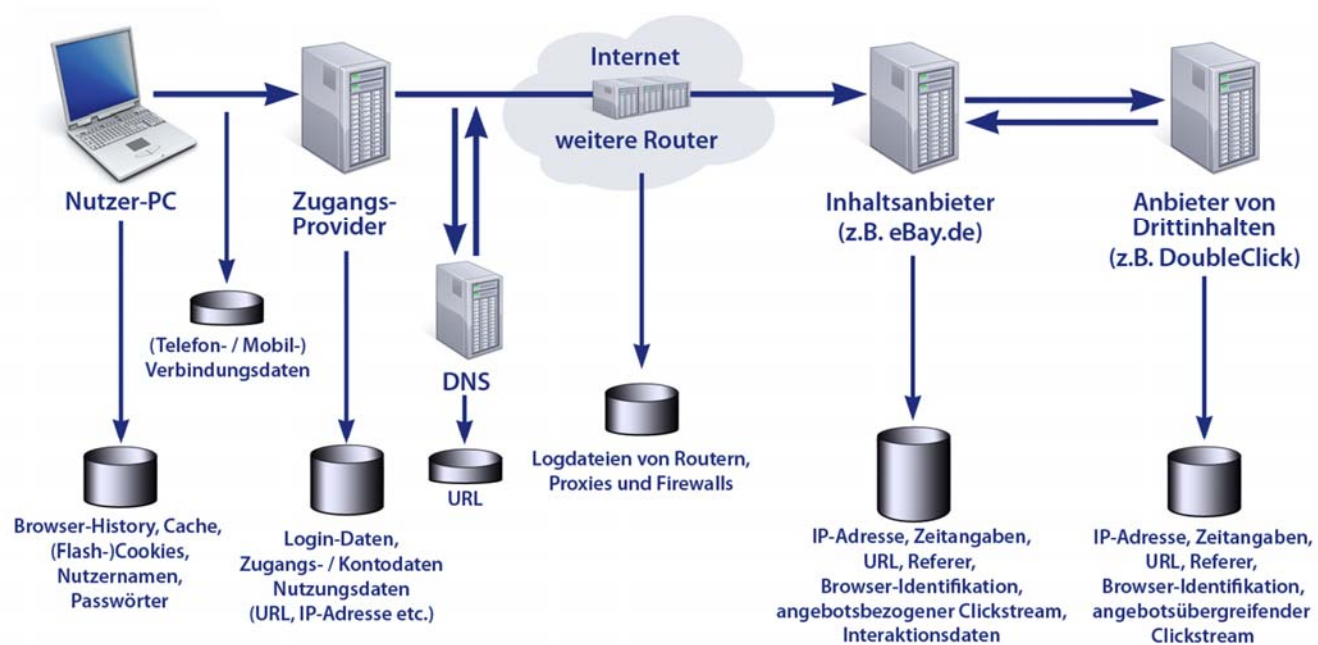 Internet
weitere Router
Nutzer-PC
Zugangs-
Provider
Inhaltsanbieter
(z.B. eBay.de)
Anbieter von
Drittinhalten
(z.B. DoubleClick)
(Telefon- / Mobil-)
Verbindungsdaten
DNS
URL
Logdateien von Routern,
Proxies und Firewalls
Browser-History, Cache,
(Flash-)Cookies,
Nutzernamen,
Passwörter
Login-Daten,
Zugangs- / Kontodaten
Nutzungsdaten
(URL, IP-Adresse etc.)
IP-Adresse, Zeitangaben,
URL, Referer,
Browser-Identifikation,
angebotsbezogener Clickstream,
Interaktionsdaten
IP-Adresse, Zeitangaben,
URL, Referer,
Browser-Identifikation,
angebotsübergreifender
Clickstream